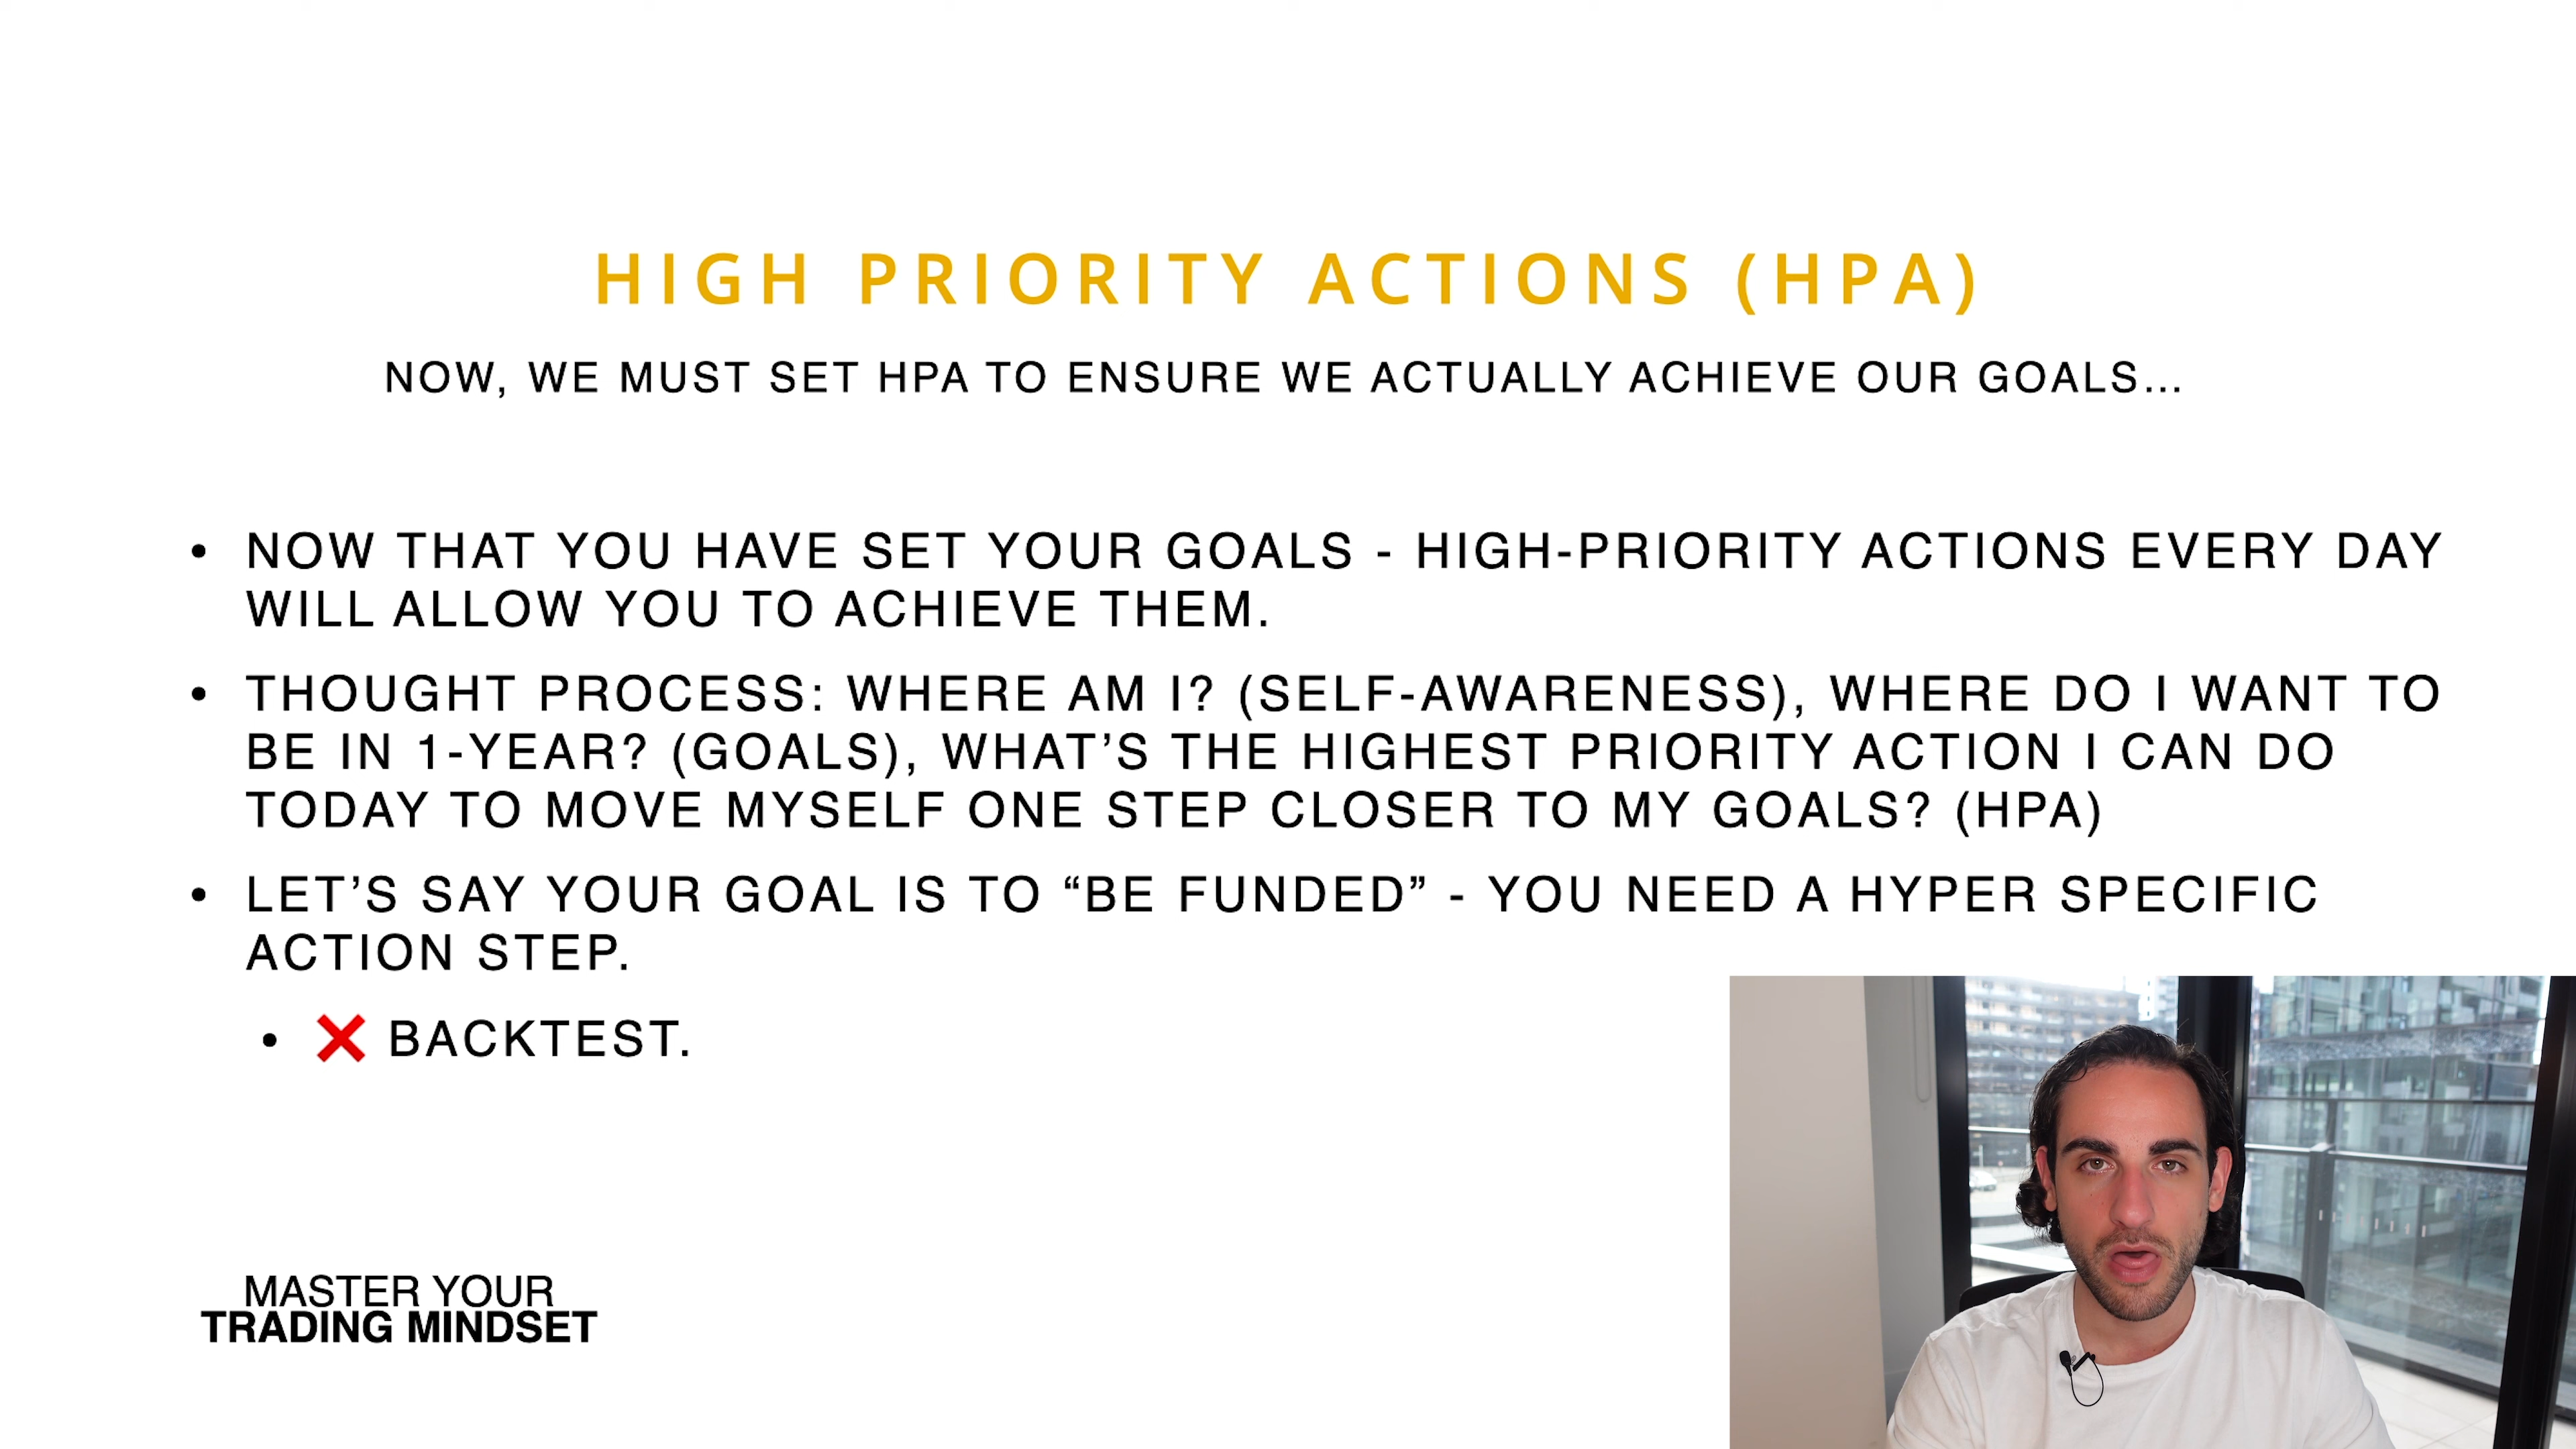 HIGH PRIORITY ACTIONS (HPA)
NOW, WE MUST SET HPA TO ENSURE WE ACTUALLY ACHIEVE OUR GOALS...
• NOW THAT YOU HAVE SET YOUR GOALS - HIGH-PRIORITY ACTIONS EVERY DAY
WILL ALLOW YOU TO ACHIEVE THEM.
• THOUGHT PROCESS: WHERE AM I? (SELF-AWARENESS), WHERE DO I WANT TO
BE IN 1-YEAR? (GOALS), WHAT’S THE HIGHEST PRIORITY ACTION I CAN DO
TODAY TO MOVE MYSELF ONE STEP CLOSER TO MY GOALS? (HPA)
• LET’S SAY YOUR GOAL IS TO “BE FUNDED” - YOU NEED A HYPER SPECIFIC
ACTION STEP.
• ❌ BACKTEST.
MASTER YOUR
TRADING MINDSET